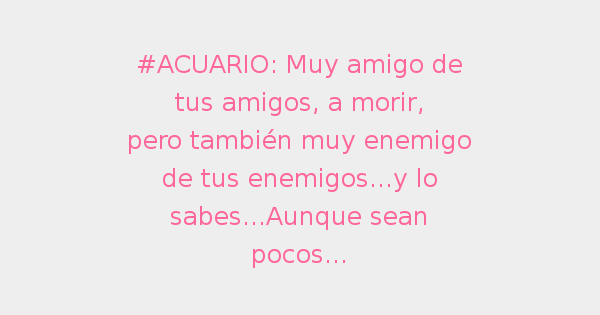 #ACUARIO: Muy amigo de
tus amigos, a morir,
pero también muy enemigo
de tus enemigos...y lo
sabes...Aunque sean
pocos...